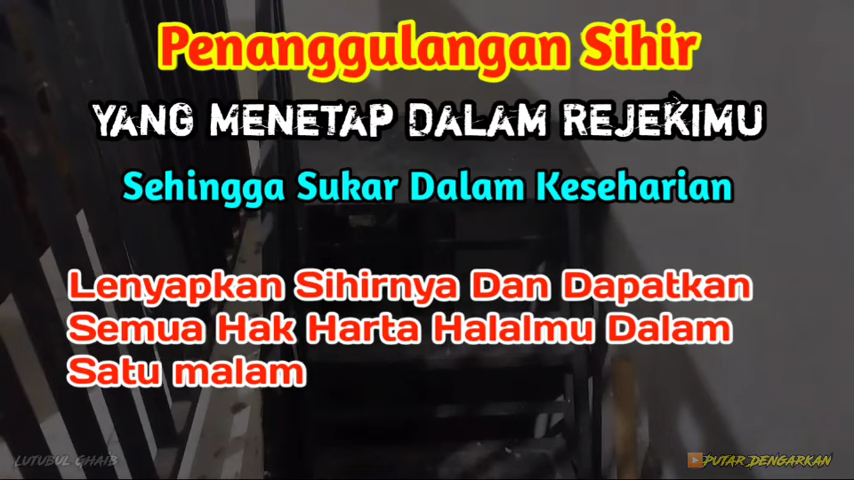 Penanggulangan Sihir
YANG MENETAP DALAM REJEKIMU
Sehingga Sukar Dalam Keseharian
Lenyapkan Sihirnya Dan Dapatkan
Semua Hak Harta Halalmu Dalam
Satu malam
LUTUBUL GHAIB
PUTAR DENGARKAN